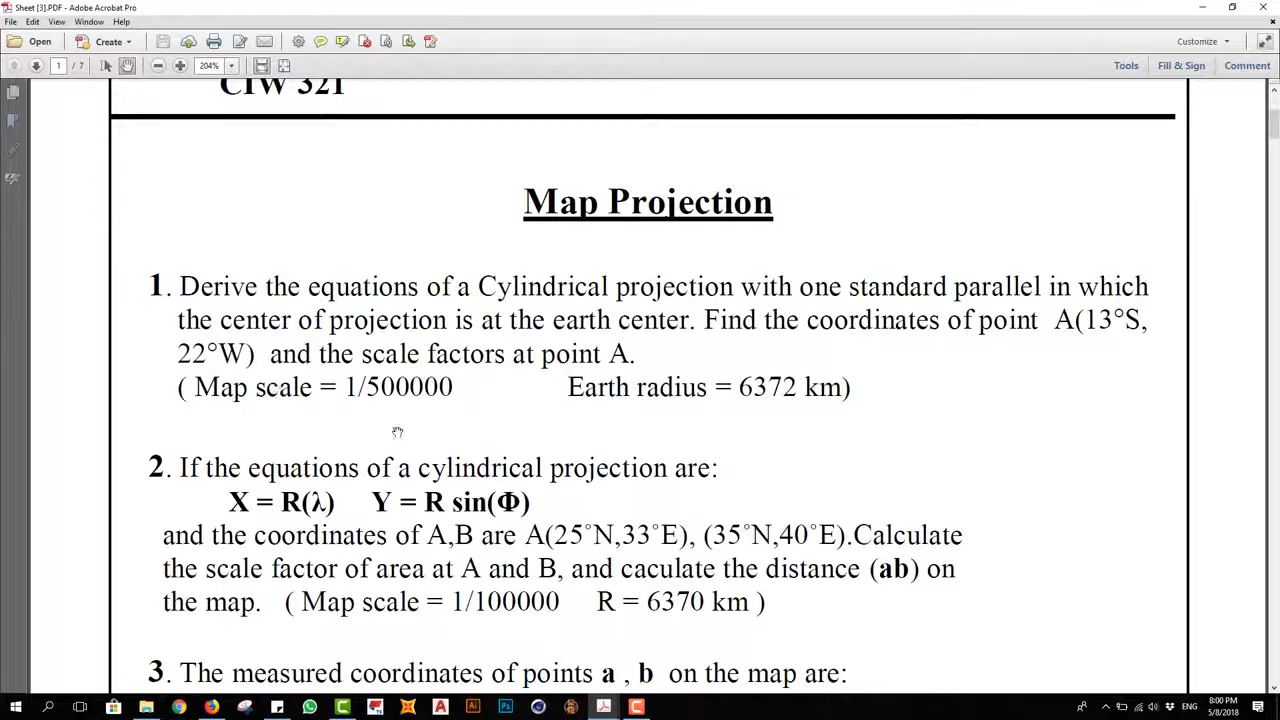 Sheet [3].PDF - Adobe Acrobat Pro
File Edit View Window Help
Open Create Customize
1 / 7 204% Tools Fill & Sign Comment
CIW 321
Map Projection
1. Derive the equations of a Cylindrical projection with one standard parallel in which
the center of projection is at the earth center. Find the coordinates of point A(13°S,
22°W) and the scale factors at point A.
( Map scale = 1/500000 Earth radius = 6372 km)
2. If the equations of a cylindrical projection are:
X = R(λ) Y = R sin(Φ)
and the coordinates of A,B are A(25˚N,33˚E), (35˚N,40˚E).Calculate
the scale factor of area at A and B, and caculate the distance (ab) on
the map. ( Map scale = 1/100000 R = 6370 km )
3. The measured coordinates of points a , b on the map are:
ENG
8:00 PM
5/8/2018